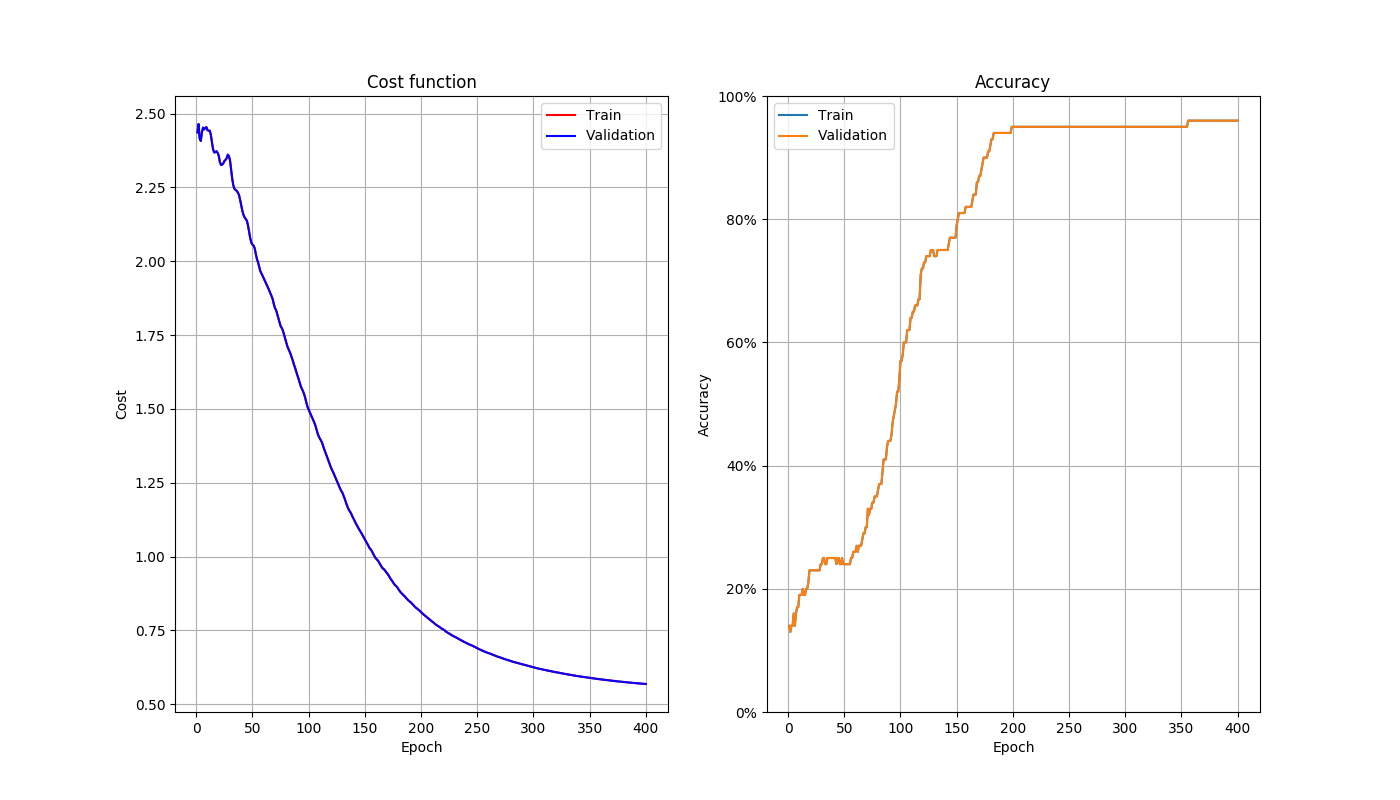 Cost function
Train
Validation
2.50
2.25
2.00
1.75
1.50
1.25
1.00
0.75
0.50
Cost
0 50 100 150 200 250 300 350 400
Epoch
Accuracy
Train
Validation
100%
80%
60%
40%
20%
0%
Accuracy
0 50 100 150 200 250 300 350 400
Epoch